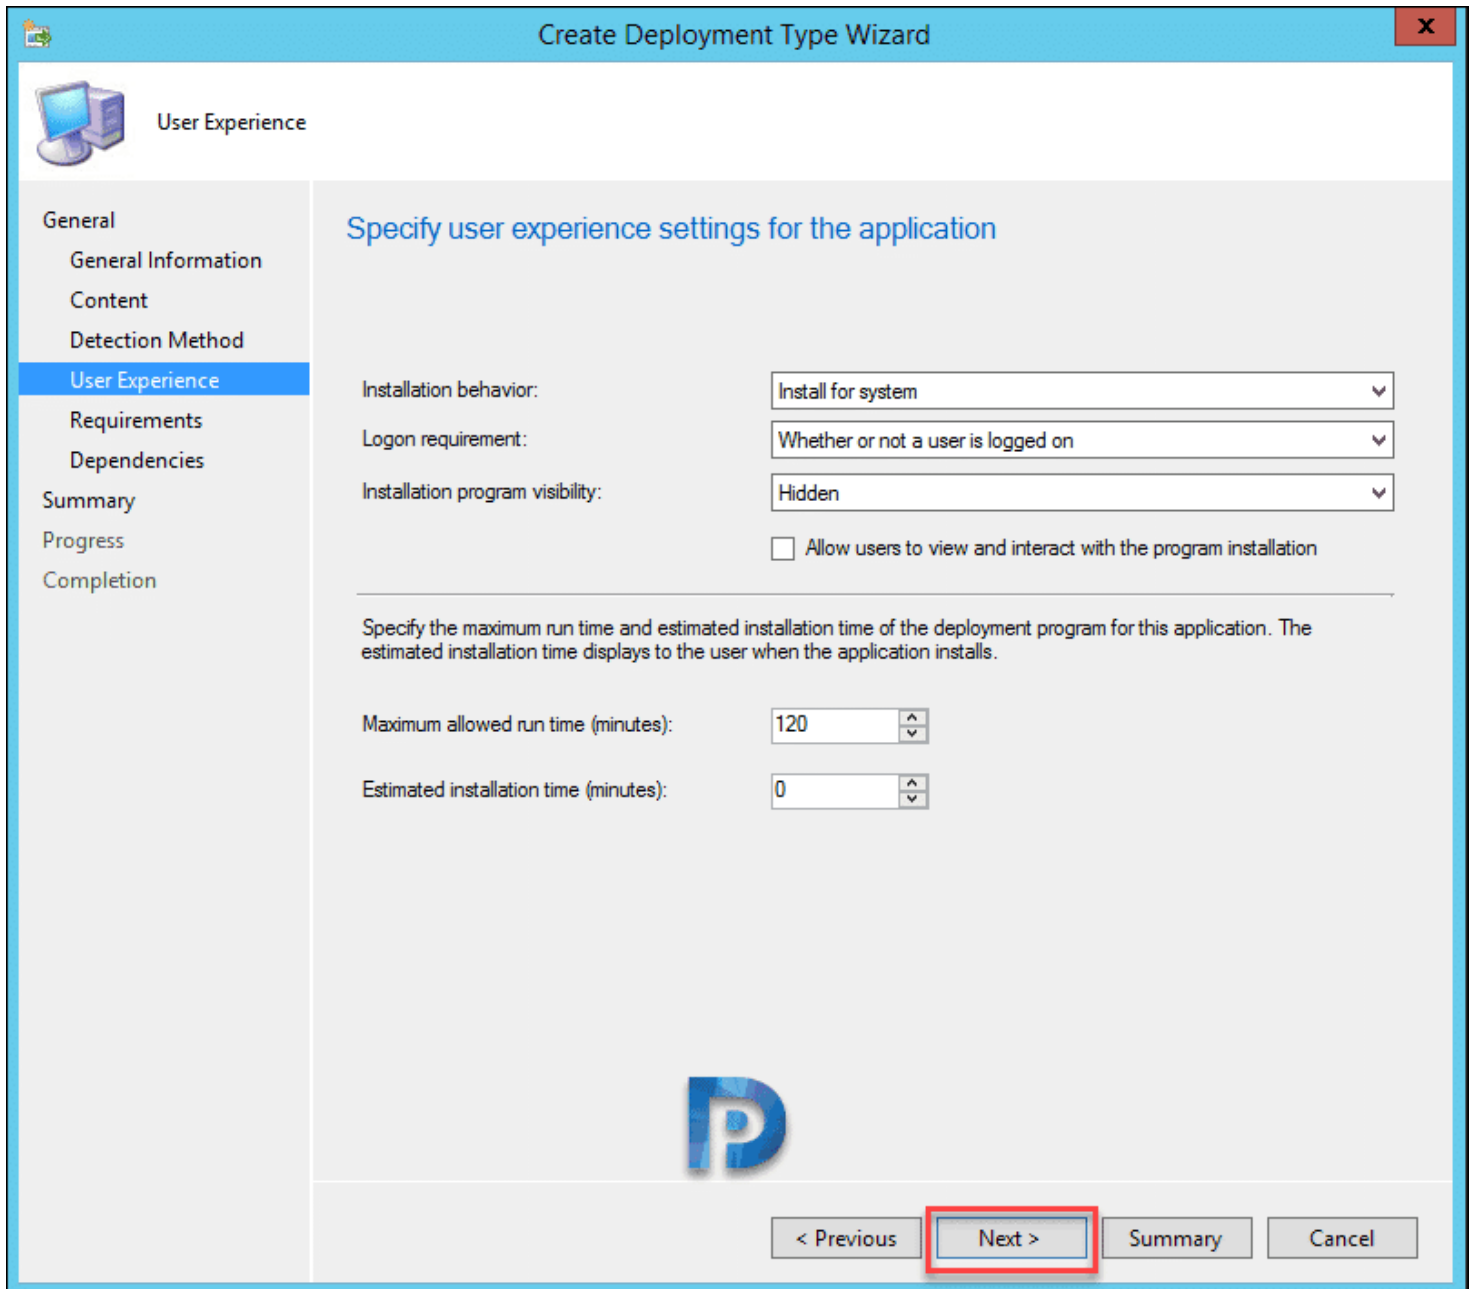 Create Deployment Type Wizard
X
User Experience
General
General Information
Content
Detection Method
User Experience
Requirements
Dependencies
Summary
Progress
Completion
Specify user experience settings for the application
Installation behavior:
Install for system
Logon requirement:
Whether or not a user is logged on
Installation program visibility:
Hidden
Allow users to view and interact with the program installation
Specify the maximum run time and estimated installation time of the deployment program for this application. The
estimated installation time displays to the user when the application installs.
Maximum allowed run time (minutes):
120
Estimated installation time (minutes):
0
DP
< Previous
Next >
Summary
Cancel